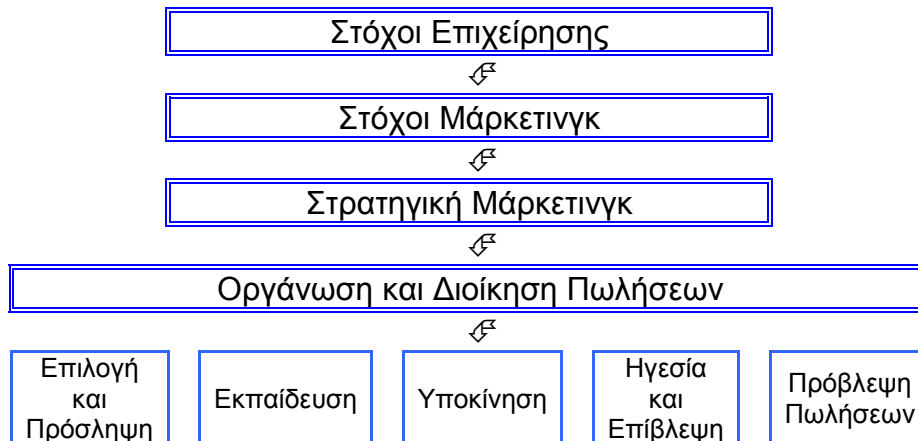 Στόχοι Επιχείρησης
Στόχοι Μάρκετινγκ
Στρατηγική Μάρκετινγκ
Οργάνωση και Διοίκηση Πωλήσεων
Επιλογή
και
Πρόσληψη
Εκπαίδευση
Υποκίνηση
Ηγεσία
και
Επίβλεψη
Πρόβλεψη
Πωλήσεων